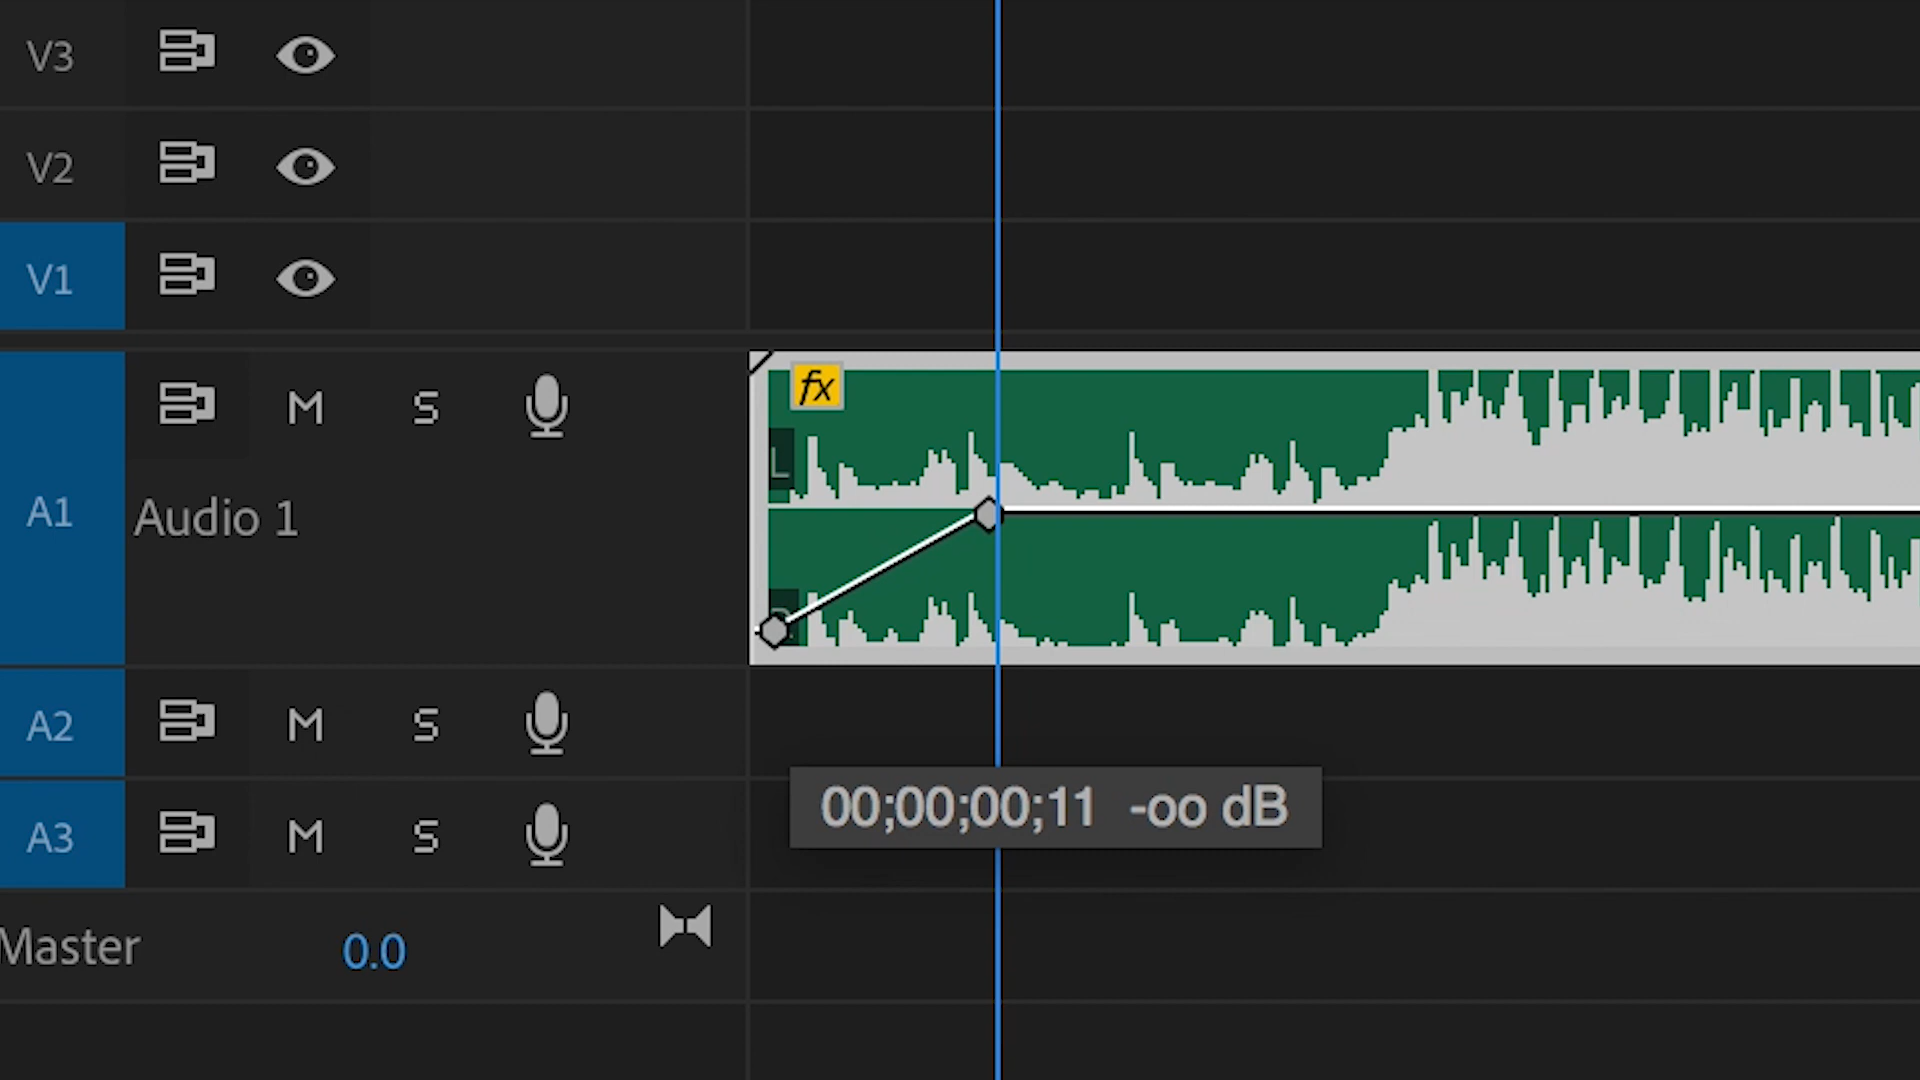 V3
V2
V1
fx
A1 M S
L
Audio 1
R
A2 M S
00;00;00;11 -oo dB
A3 M S
Master 0.0